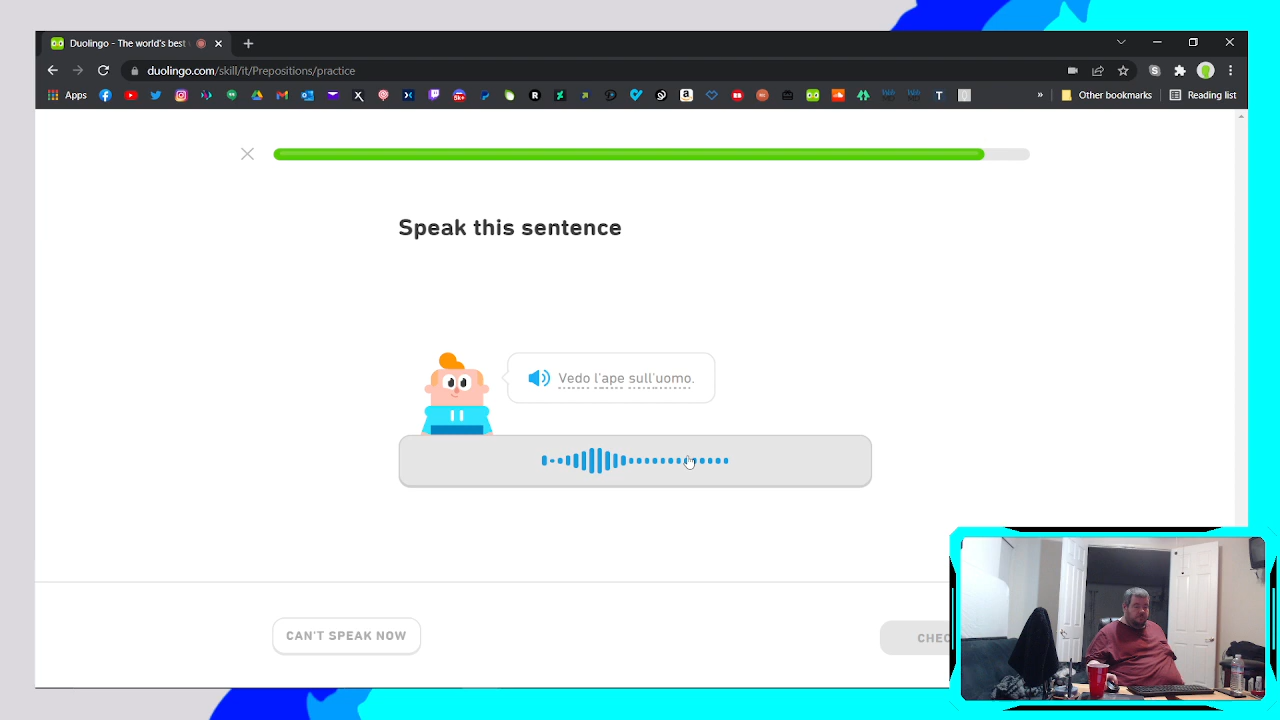 Duolingo - The world's best
duolingo.com/skill/it/Prepositions/practice
Apps
Other bookmarks
Reading list
Speak this sentence
Vedo l'ape sull'uomo.
CAN'T SPEAK NOW
CHEC